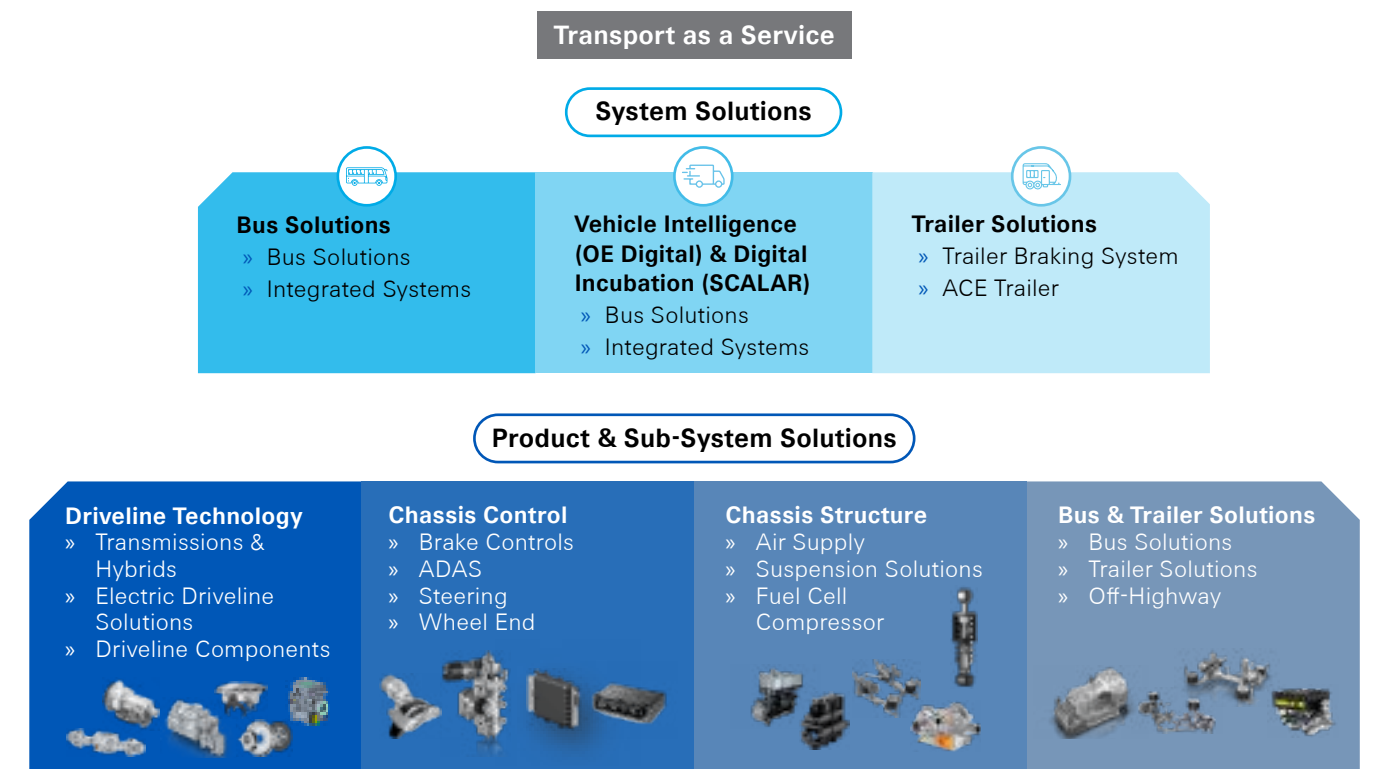 Transport as a Service
System Solutions
Bus Solutions
» Bus Solutions
» Integrated Systems
Vehicle Intelligence
(OE Digital) & Digital
Incubation (SCALAR)
» Bus Solutions
» Integrated Systems
Trailer Solutions
» Trailer Braking System
» ACE Trailer
Product & Sub-System Solutions
Driveline Technology
» Transmissions &
Hybrids
» Electric Driveline
Solutions
» Driveline Components
Chassis Control
» Brake Controls
» ADAS
» Steering
» Wheel End
Chassis Structure
» Air Supply
» Suspension Solutions
» Fuel Cell
Compressor
Bus & Trailer Solutions
» Bus Solutions
» Trailer Solutions
» Off-Highway